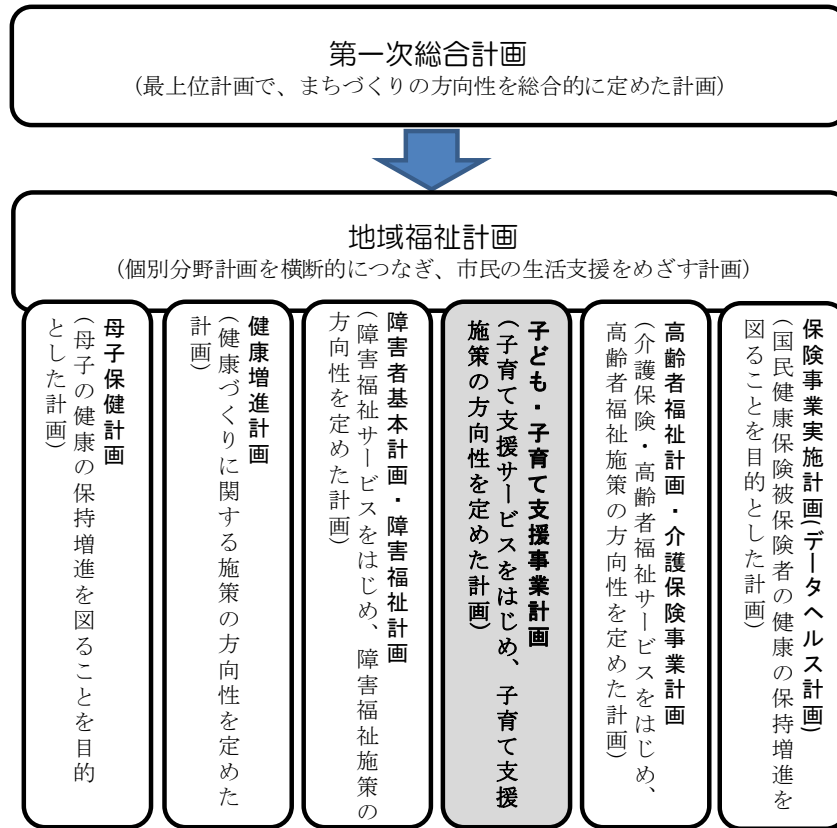 第一次総合計画
(最上位計画で、まちづくりの方向性を総合的に定めた計画)
地域福祉計画
(個別分野計画を横断的につなぎ、市民の生活支援をめざす計画)
保険事業実施計画(データヘルス計画)
(国民健康保険被保険者の健康の保持増進を
図ることを目的とした計画)
高齢者福祉計画・介護保険事業計画
(介護保険・高齢者福祉サービスをはじめ、
高齢者福祉施策の方向性を定めた計画)
子ども・子育て支援事業計画
(子育て支援サービスをはじめ、子育て支援
施策の方向性を定めた計画)
障害者基本計画・障害福祉計画
(障害福祉サービスをはじめ、障害福祉施策の
方向性を定めた計画)
健康増進計画
(健康づくりに関する施策の方向性を定めた
計画)
母子保健計画
(母子の健康の保持増進を図ることを目的
とした計画)